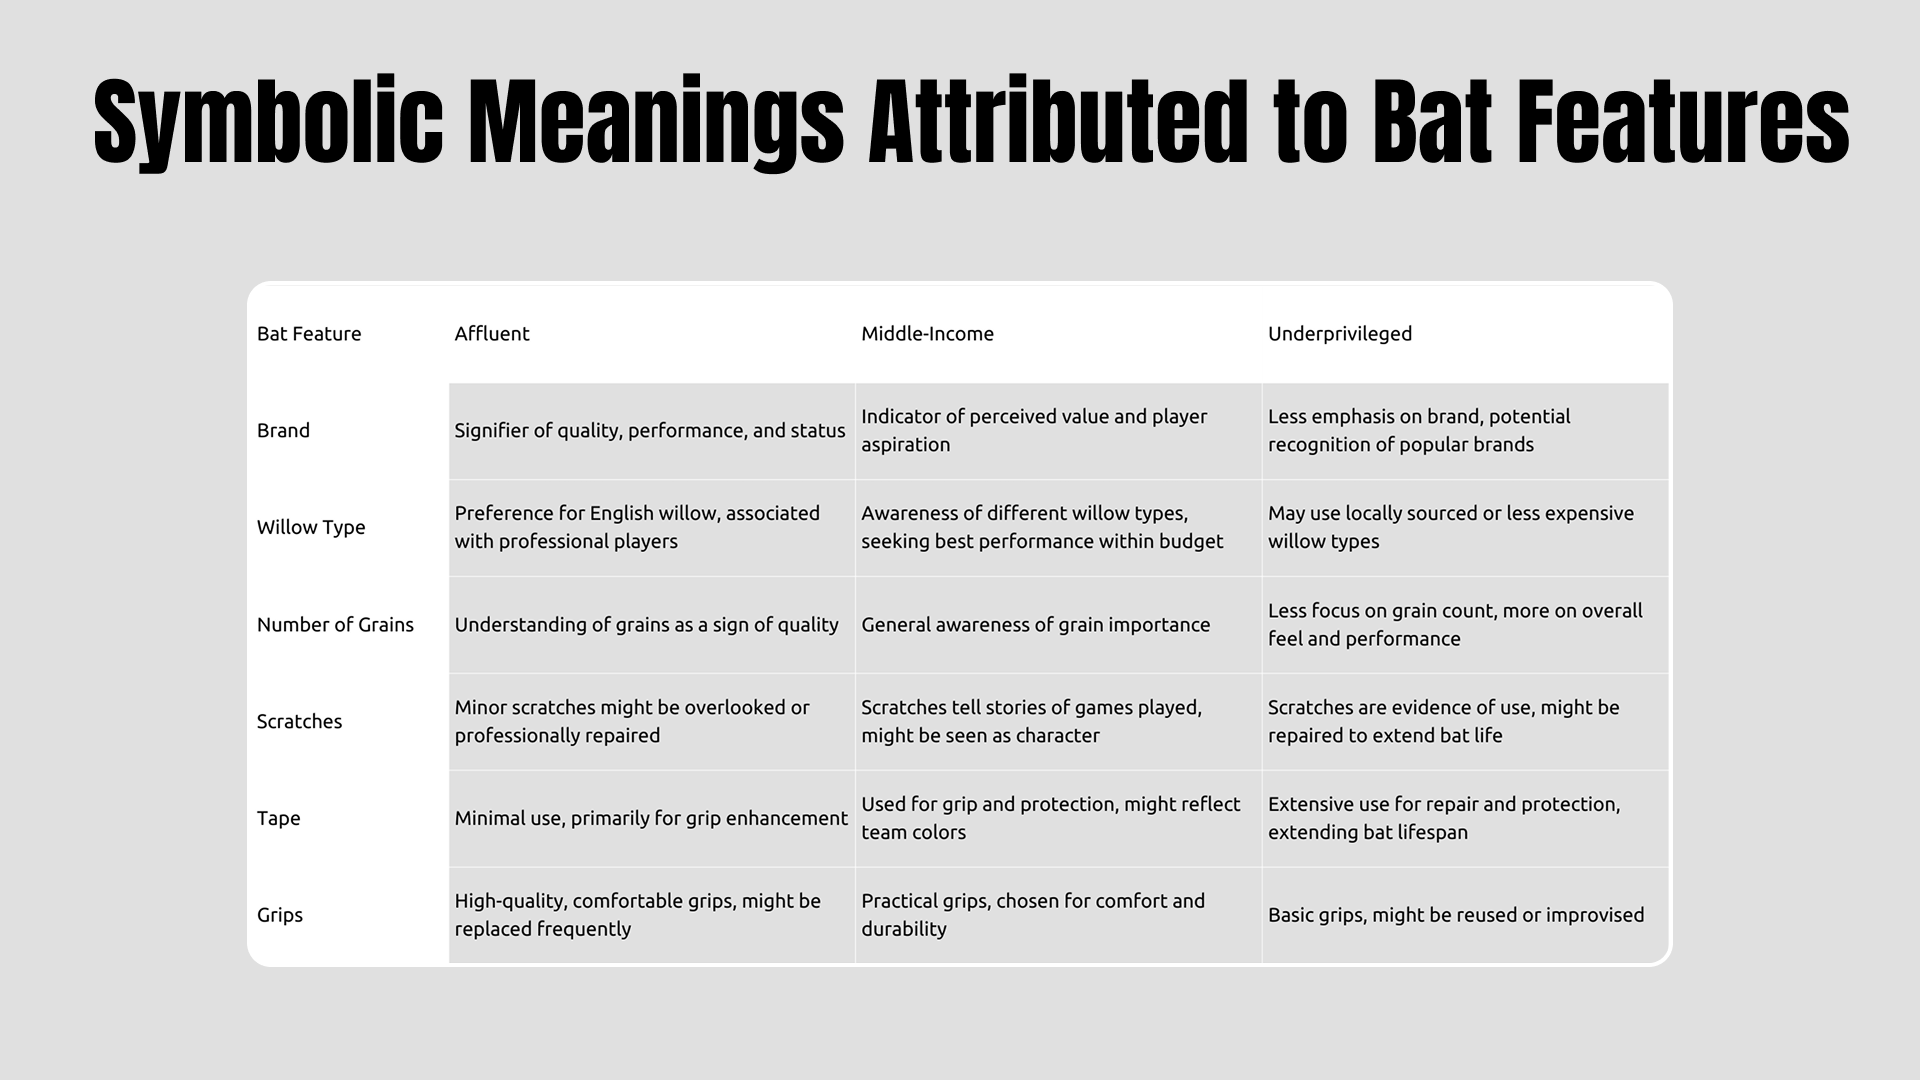 Symbolic Meanings Attributed to Bat Features
Bat Feature
Affluent
Middle-Income
Underprivileged
Brand
Signifier of quality, performance, and status
Indicator of perceived value and player
aspiration
Less emphasis on brand, potential
recognition of popular brands
Willow Type
Preference for English willow, associated
with professional players
Awareness of different willow types,
seeking best performance within budget
May use locally sourced or less expensive
willow types
Number of Grains
Understanding of grains as a sign of quality
General awareness of grain importance
Less focus on grain count, more on overall
feel and performance
Scratches
Minor scratches might be overlooked or
professionally repaired
Scratches tell stories of games played,
might be seen as character
Scratches are evidence of use, might be
repaired to extend bat life
Tape
Minimal use, primarily for grip enhancement
Used for grip and protection, might reflect
team colors
Extensive use for repair and protection,
extending bat lifespan
Grips
High-quality, comfortable grips, might be
replaced frequently
Practical grips, chosen for comfort and
durability
Basic grips, might be reused or improvised